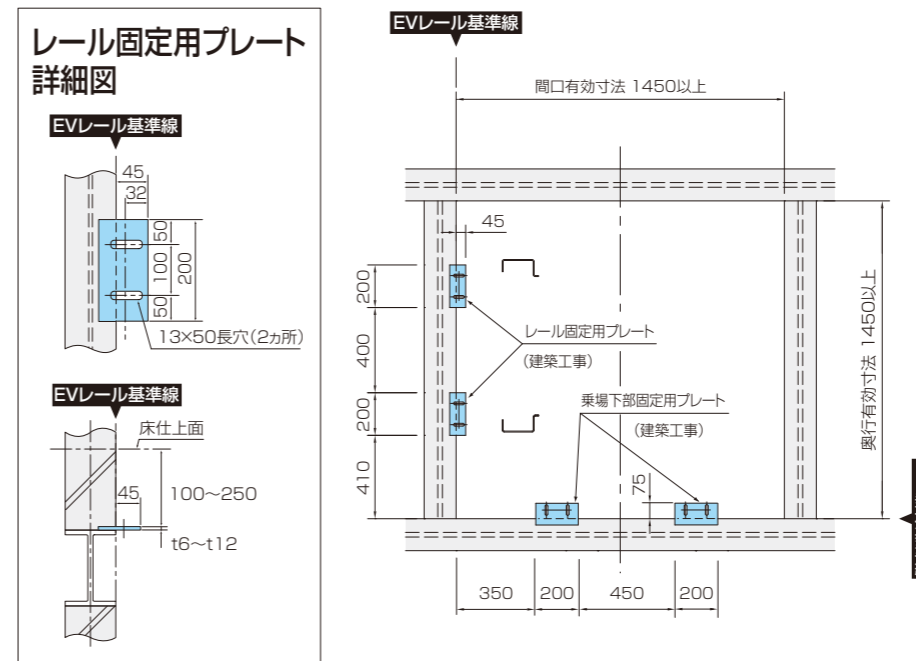 レール固定用プレート
詳細図
EVレール基準線
45
32
50
100
50
200
13×50長穴(2ヵ所)
EVレール基準線
床仕上面
45
100～250
t6～t12
EVレール基準線
間口有効寸法 1450以上
45
200
400
200
410
レール固定用プレート
(建築工事)
乗場下部固定用プレート
(建築工事)
75
奥行有効寸法 1450以上
350
200
450
200